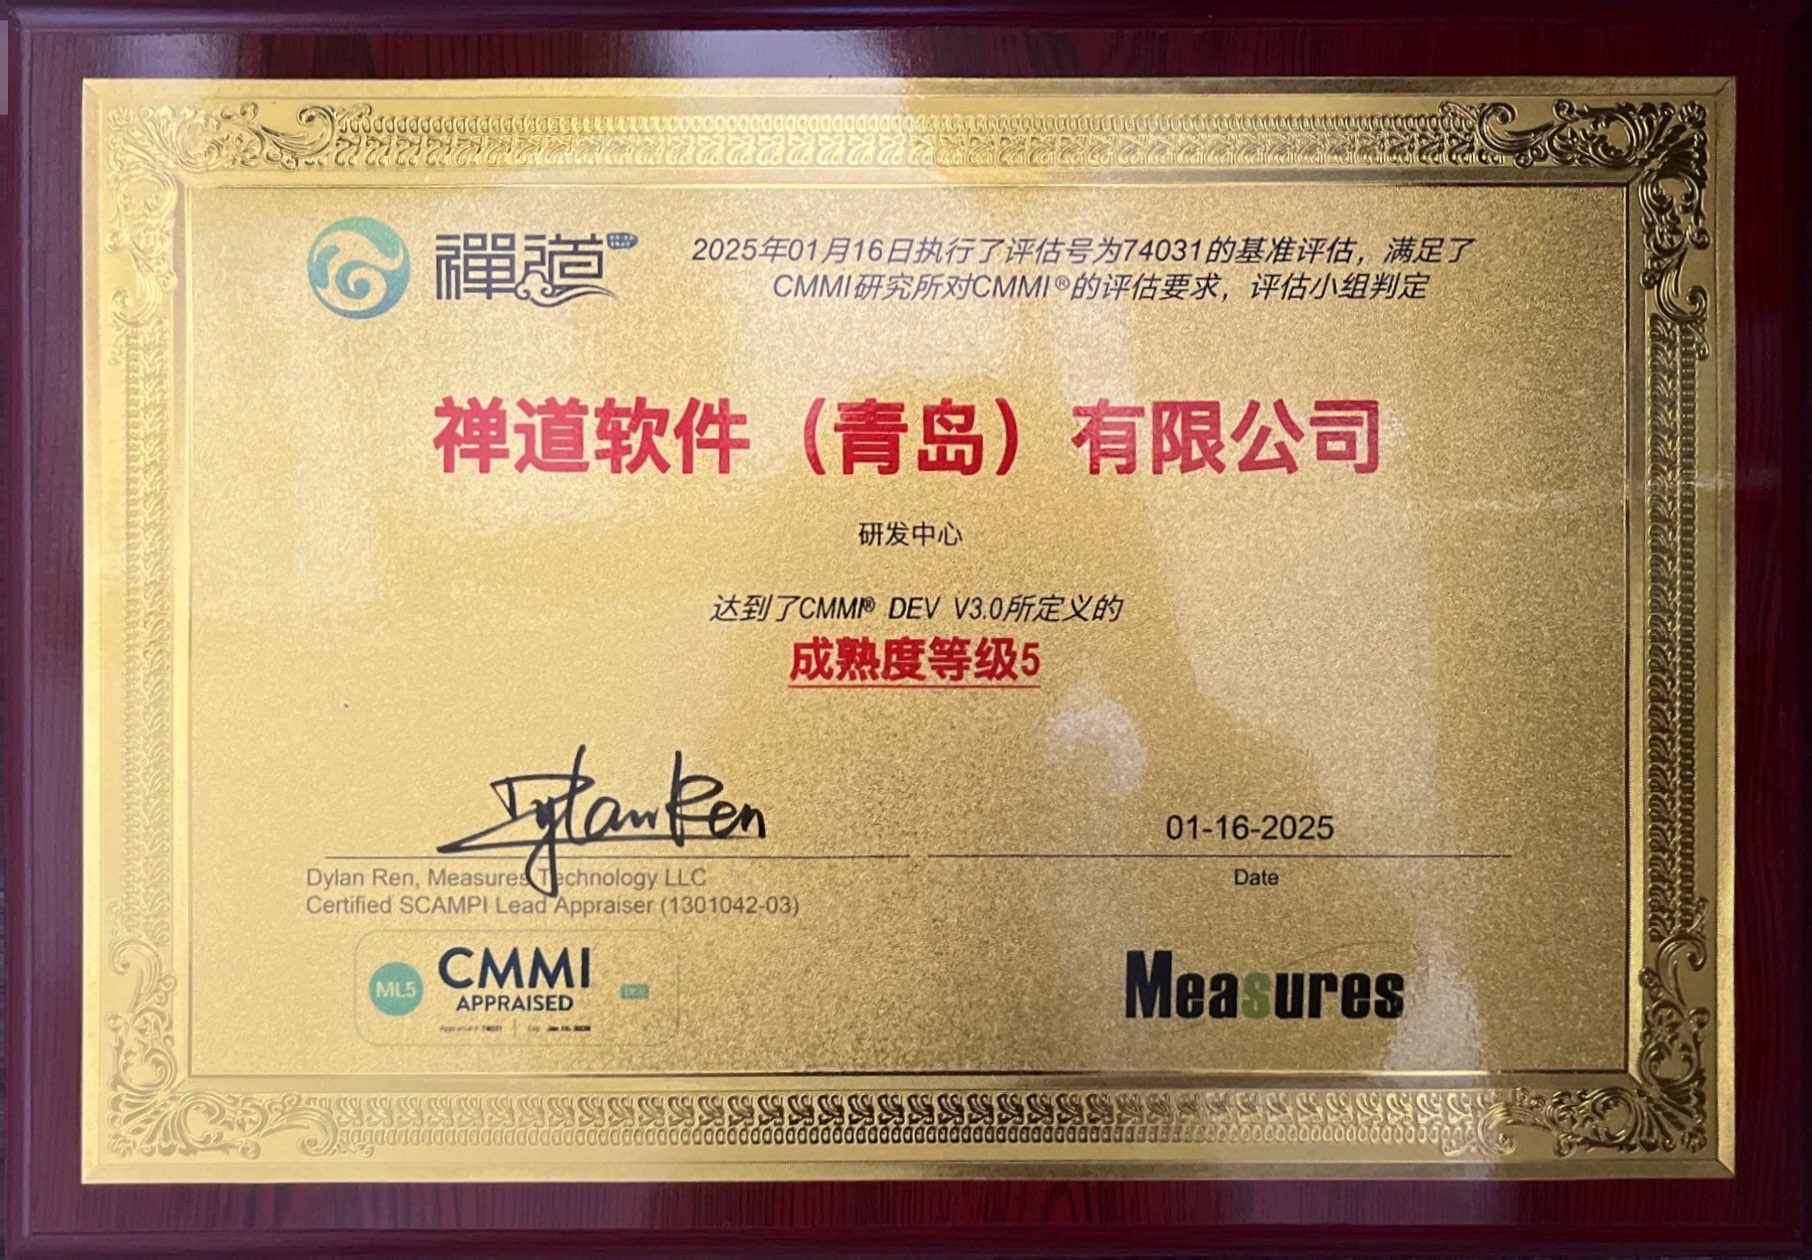 禪道
2025年01月16日执行了评估号为74031的基准评估，满足了
CMMI研究所对CMMI®的评估要求，评估小组判定
禅道软件（青岛）有限公司
研发中心
达到了CMMI® DEV V3.0所定义的
成熟度等级5
Dylan Ren
01-16-2025
Dylan Ren, Measures Technology LLC
Certified SCAMPI Lead Appraiser (1301042-03)
Date
ML5
CMMI
APPRAISED
Appraisal # 74031
Measures